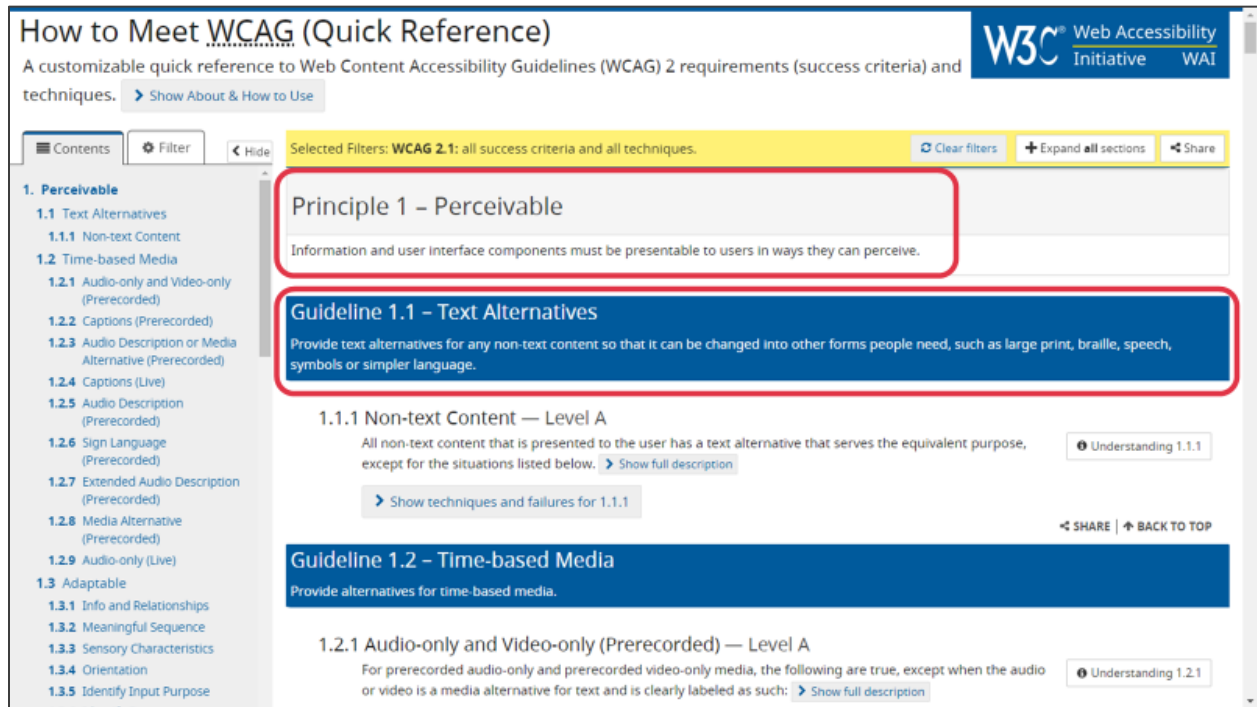 How to Meet WCAG (Quick Reference)
A customizable quick reference to Web Content Accessibility Guidelines (WCAG) 2 requirements (success criteria) and
techniques. Show About & How to Use
W3C® Web Accessibility
Initiative WAI
Contents Filter Hide
1. Perceivable
1.1 Text Alternatives
1.1.1 Non-text Content
1.2 Time-based Media
1.2.1 Audio-only and Video-only
(Prerecorded)
1.2.2 Captions (Prerecorded)
1.2.3 Audio Description or Media
Alternative (Prerecorded)
1.2.4 Captions (Live)
1.2.5 Audio Description
(Prerecorded)
1.2.6 Sign Language
(Prerecorded)
1.2.7 Extended Audio Description
(Prerecorded)
1.2.8 Media Alternative
(Prerecorded)
1.2.9 Audio-only (Live)
1.3 Adaptable
1.3.1 Info and Relationships
1.3.2 Meaningful Sequence
1.3.3 Sensory Characteristics
1.3.4 Orientation
1.3.5 Identify Input Purpose
Selected Filters: WCAG 2.1: all success criteria and all techniques. Clear filters Expand all sections Share
Principle 1 – Perceivable
Information and user interface components must be presentable to users in ways they can perceive.
Guideline 1.1 – Text Alternatives
Provide text alternatives for any non-text content so that it can be changed into other forms people need, such as large print, braille, speech,
symbols or simpler language.
1.1.1 Non-text Content — Level A
All non-text content that is presented to the user has a text alternative that serves the equivalent purpose,
except for the situations listed below. Show full description
Understanding 1.1.1
Show techniques and failures for 1.1.1
SHARE | BACK TO TOP
Guideline 1.2 – Time-based Media
Provide alternatives for time-based media.
1.2.1 Audio-only and Video-only (Prerecorded) — Level A
For prerecorded audio-only and prerecorded video-only media, the following are true, except when the audio
or video is a media alternative for text and is clearly labeled as such: Show full description
Understanding 1.2.1